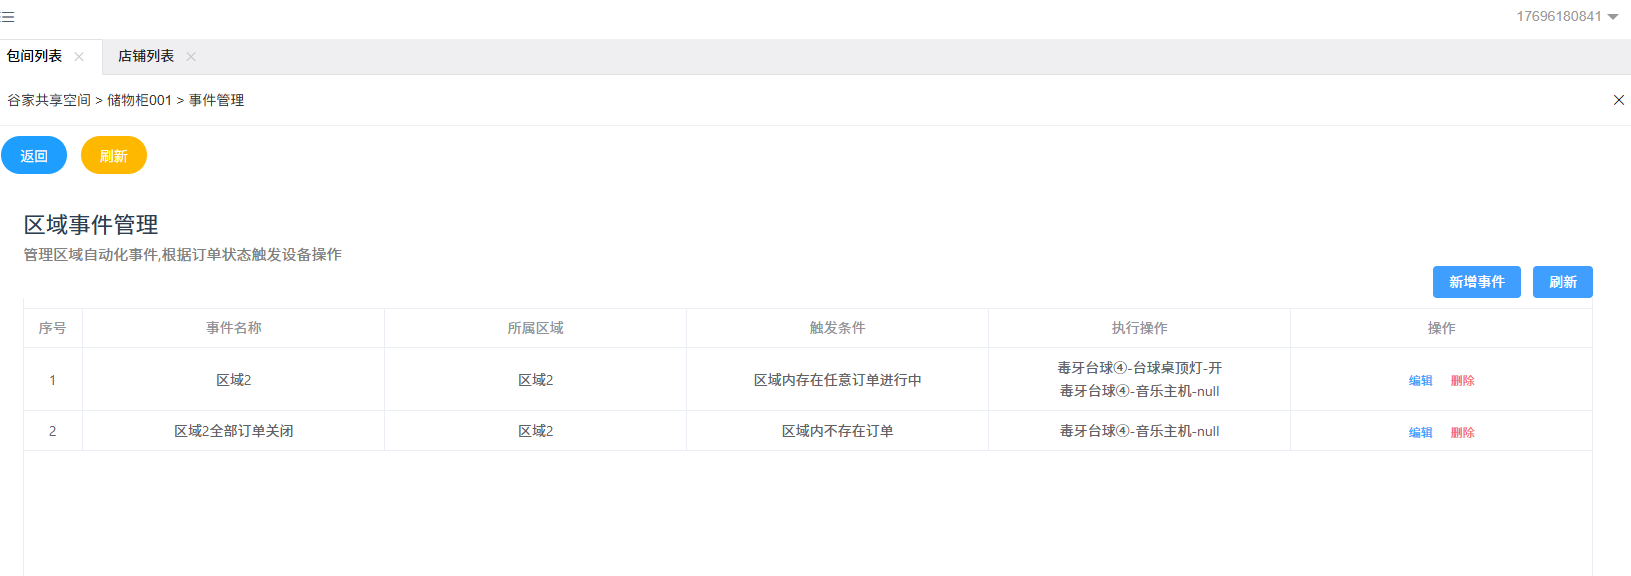 17696180841
包间列表 店铺列表
谷家共享空间 > 储物柜001 > 事件管理
返回 刷新
区域事件管理
管理区域自动化事件,根据订单状态触发设备操作
新增事件 刷新
序号 事件名称 所属区域 触发条件 执行操作 操作
1 区域2 区域2 区域内存在任意订单进行中 毒牙台球④-台球桌顶灯-开 编辑 删除
毒牙台球④-音乐主机-null
2 区域2全部订单关闭 区域2 区域内不存在订单 毒牙台球④-音乐主机-null 编辑 删除